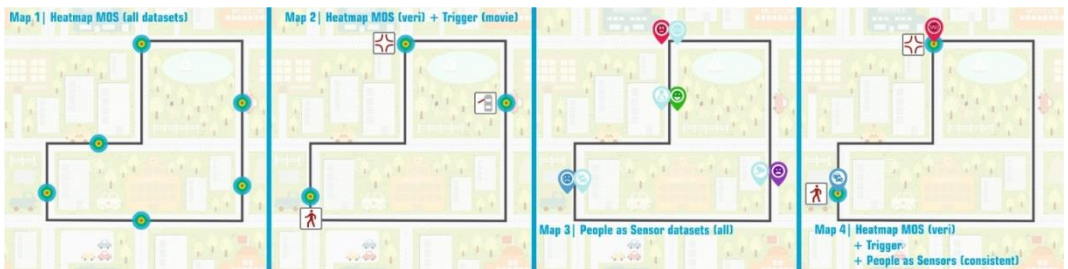 Map 1| Heatmap MOS (all datasets)
Map 2| Heatmap MOS (veri) + Trigger (movie)
Map 3| People as Sensor datasets (all)
Map 4| Heatmap MOS (veri)
+ Trigger
+ People as Sensors (consistent)